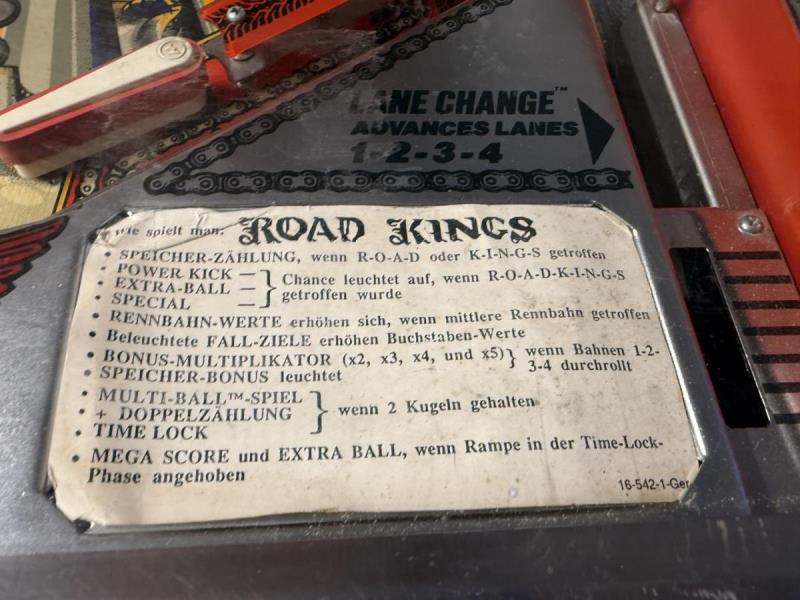 LANE CHANGE™
ADVANCES LANES
1-2-3-4
wie spielt man: ROAD KINGS
• SPEICHER-ZÄHLUNG, wenn R-O-A-D oder K-I-N-G-S getroffen
• POWER KICK —
• EXTRA-BALL — } Chance leuchtet auf, wenn R-O-A-D-K-I-N-G-S
• SPECIAL — getroffen wurde
• RENNBAHN-WERTE erhöhen sich, wenn mittlere Rennbahn getroffen
• Beleuchtete FALL-ZIELE erhöhen Buchstaben-Werte
• BONUS-MULTIPLIKATOR (x2, x3, x4, und x5) } wenn Bahnen 1-2-
• SPEICHER-BONUS leuchtet 3-4 durchrollt
• MULTI-BALL™-SPIEL
• + DOPPELZÄHLUNG } wenn 2 Kugeln gehalten
• TIME LOCK
• MEGA SCORE und EXTRA BALL, wenn Rampe in der Time-Lock-
Phase angehoben
16-542-1-Ger